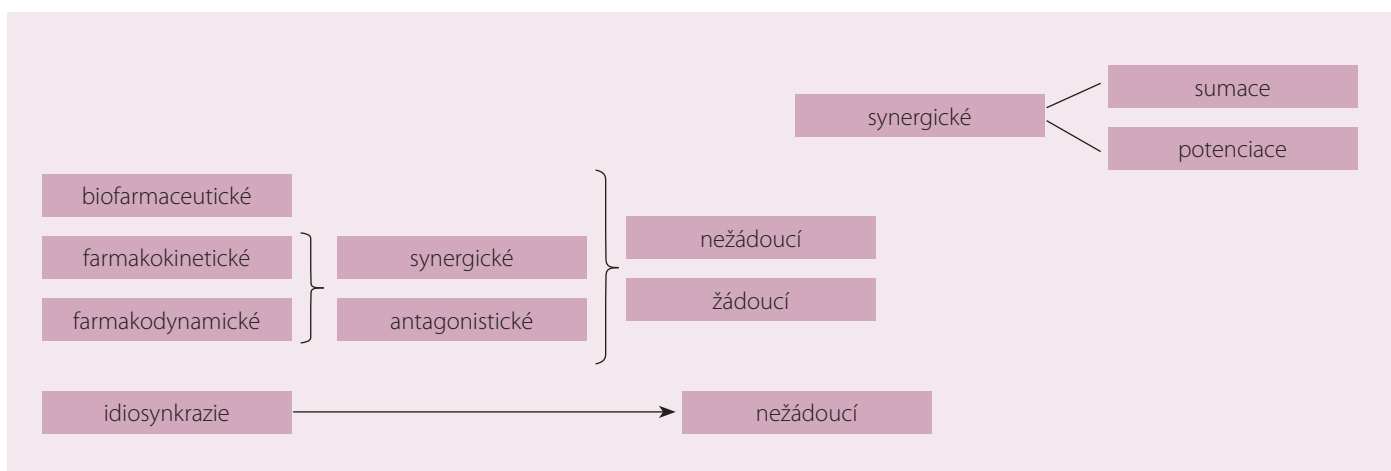 sumace
synergické
potenciace
biofarmaceutické
nežádoucí
farmakokinetické
synergické
žádoucí
farmakodynamické
antagonistické
idiosynkrazie
nežádoucí